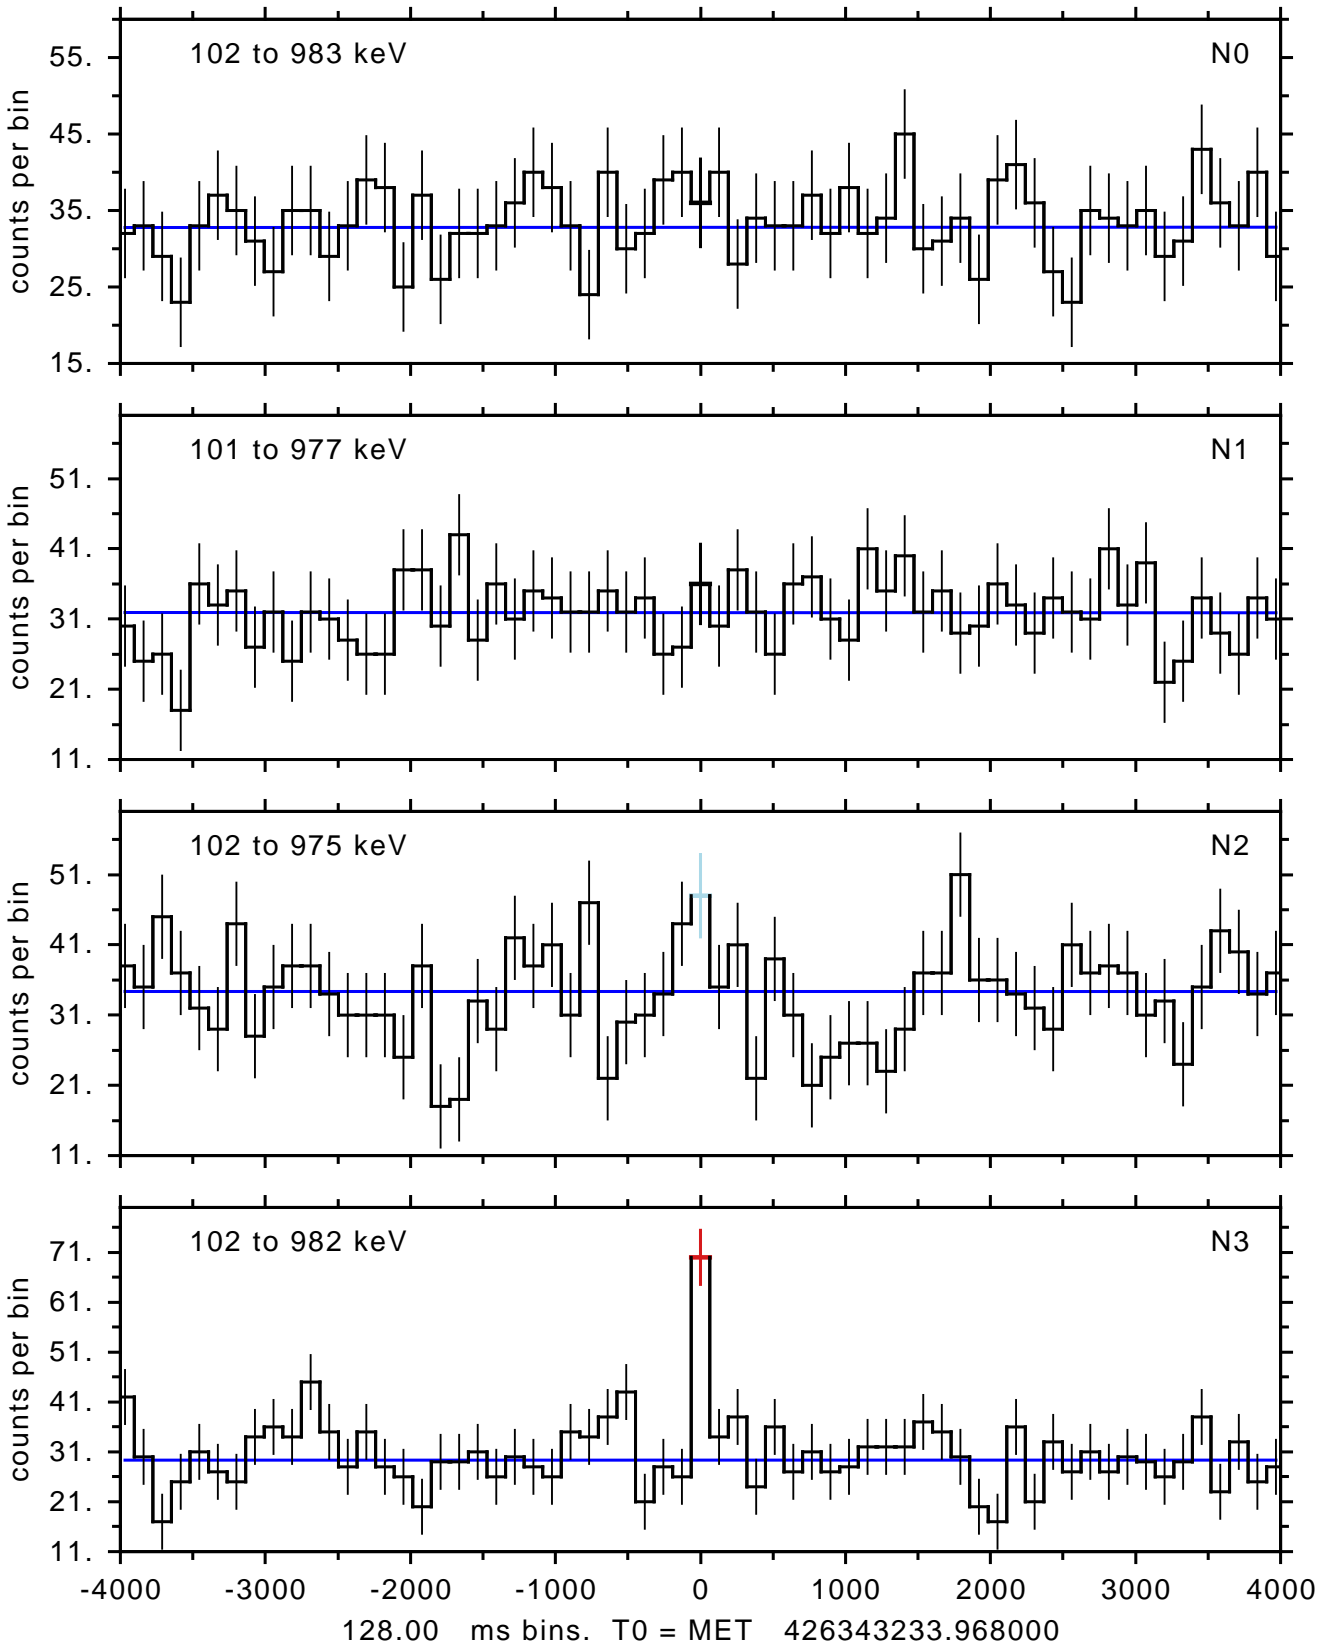 102 to 983 keV N0
55.
45.
35.
25.
15.
counts per bin
101 to 977 keV N1
51.
41.
31.
21.
11.
counts per bin
102 to 975 keV N2
51.
41.
31.
21.
11.
counts per bin
102 to 982 keV N3
71.
61.
51.
41.
31.
21.
11.
counts per bin
-4000 -3000 -2000 -1000 0 1000 2000 3000 4000
128.00 ms bins. T0 = MET 426343233.968000